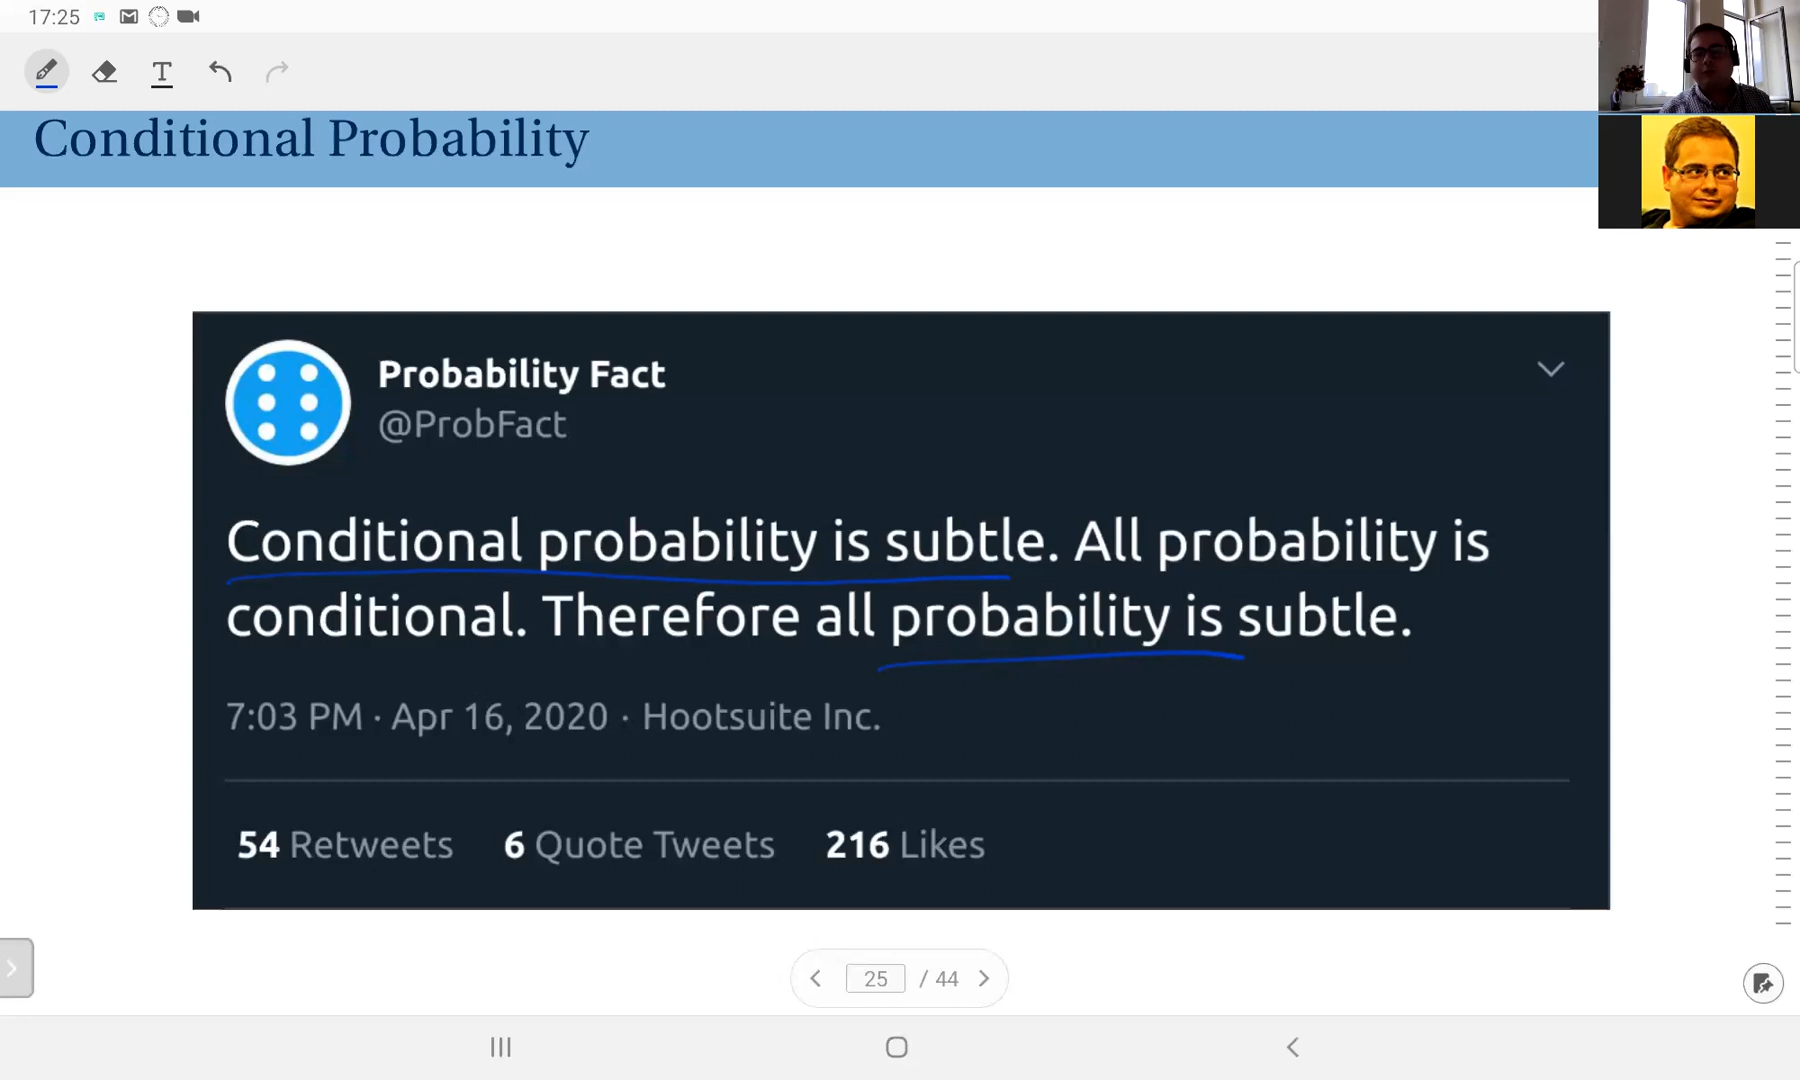 17:25
T
Conditional Probability
Probability Fact
@ProbFact
Conditional probability is subtle. All probability is
conditional. Therefore all probability is subtle.
7:03 PM · Apr 16, 2020 · Hootsuite Inc.
54 Retweets 6 Quote Tweets 216 Likes
25 / 44